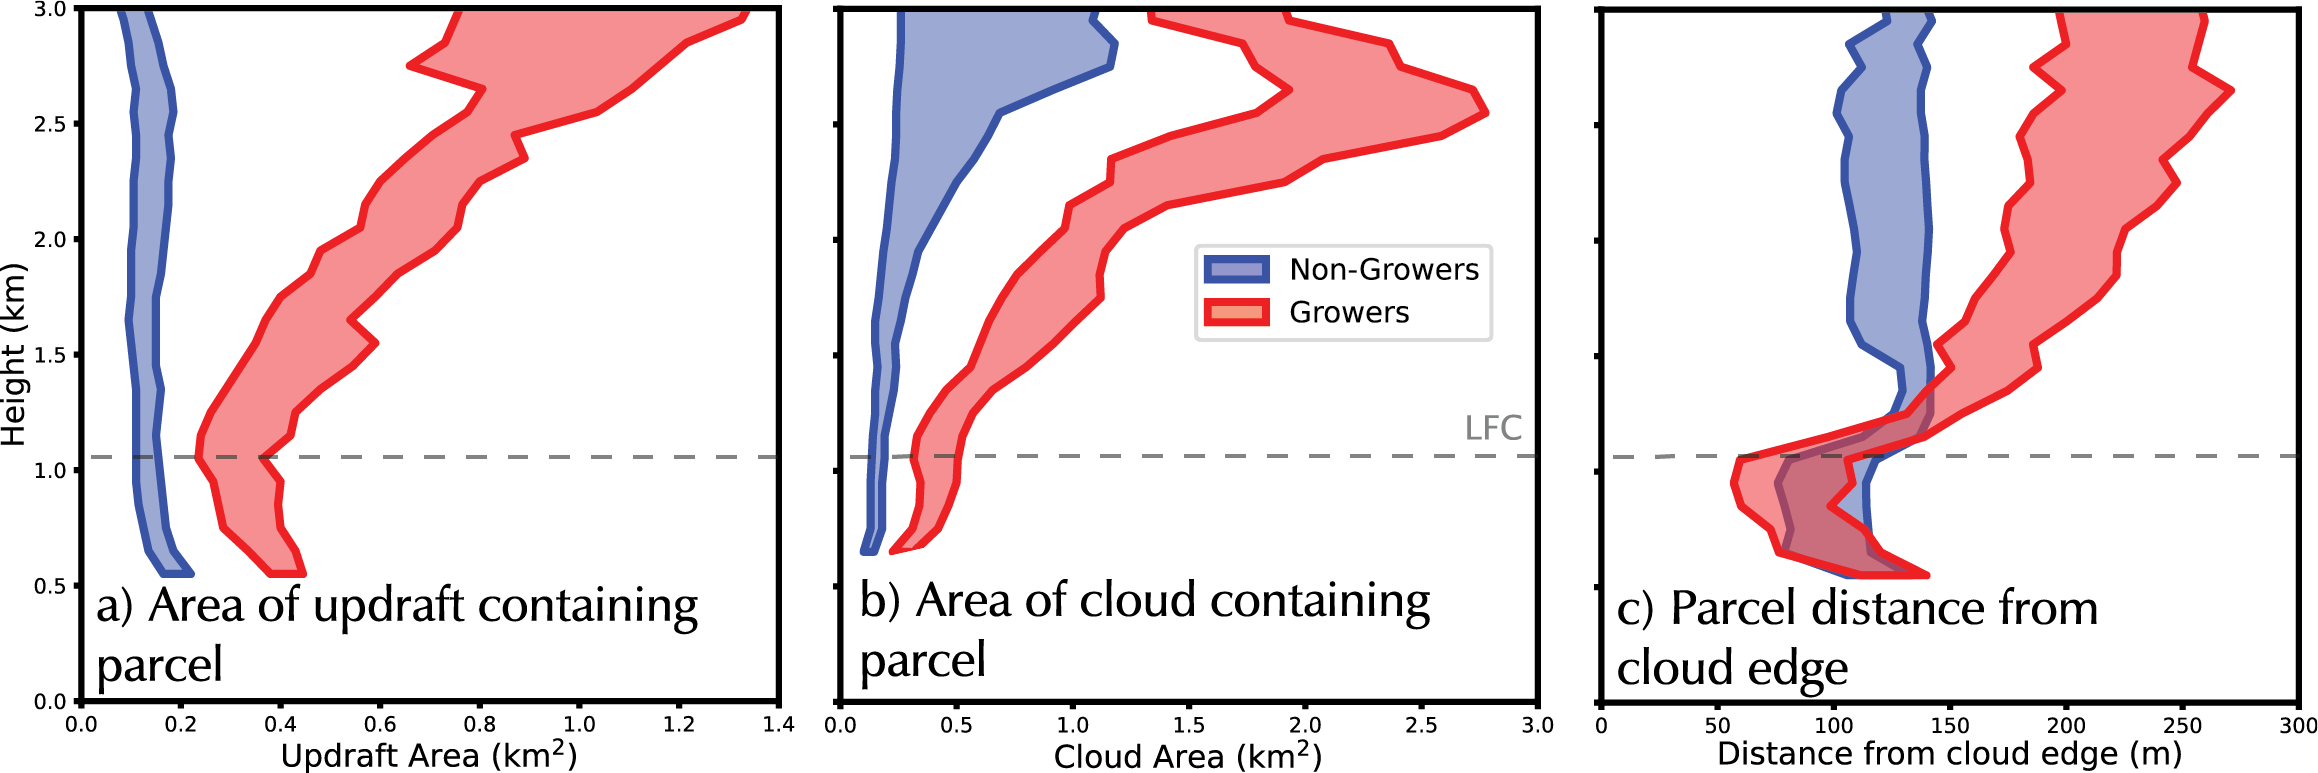 Height (km)
3.0
2.5
2.0
1.5
1.0
0.5
0.0
a) Area of updraft containing
parcel
0.0 0.2 0.4 0.6 0.8 1.0 1.2 1.4
Updraft Area (km²)
Non-Growers
Growers
LFC
b) Area of cloud containing
parcel
0.0 0.5 1.0 1.5 2.0 2.5 3.0
Cloud Area (km²)
c) Parcel distance from
cloud edge
0 50 100 150 200 250 300
Distance from cloud edge (m)